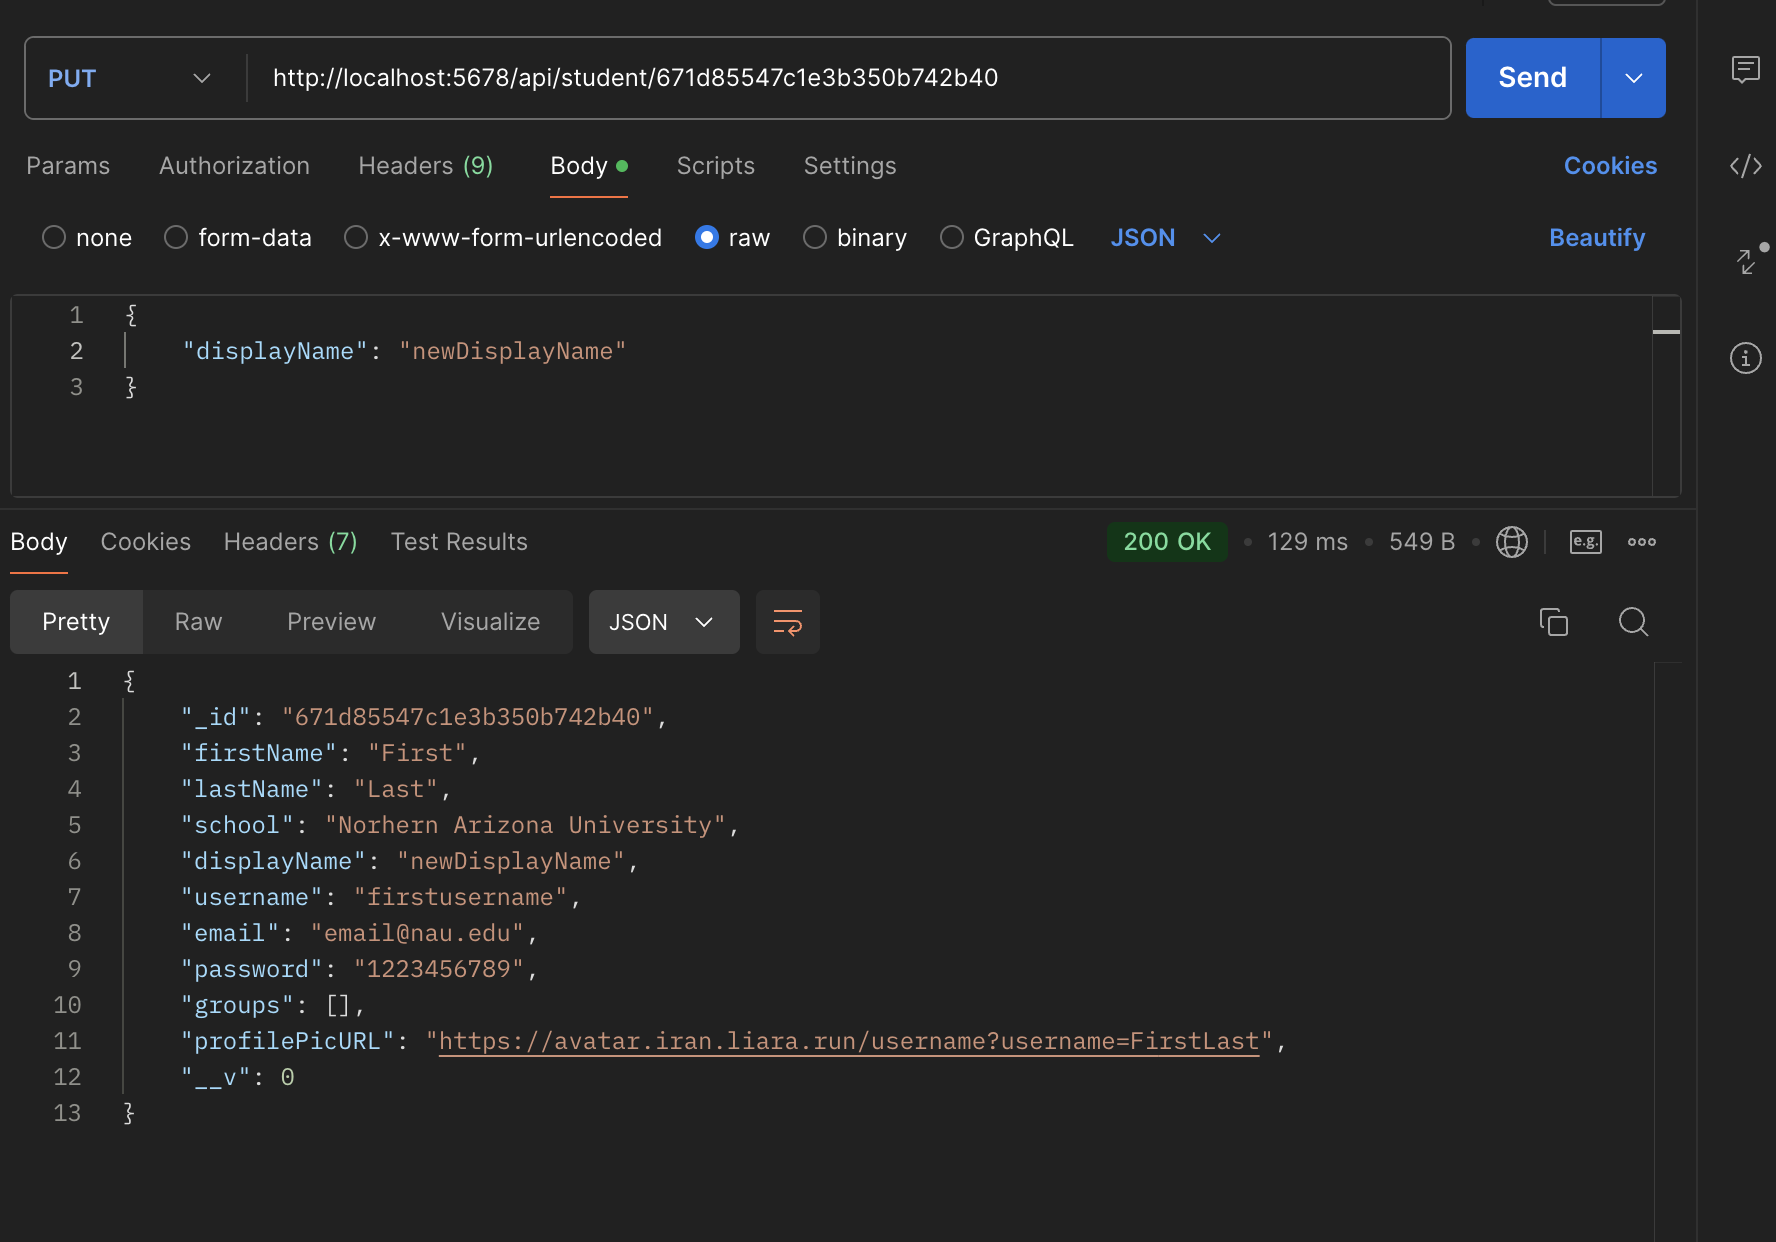 PUT http://localhost:5678/api/student/671d85547c1e3b350b742b40 Send
Params Authorization Headers (9) Body Scripts Settings Cookies
none form-data x-www-form-urlencoded raw binary GraphQL JSON Beautify
1 {
2 "displayName": "newDisplayName"
3 }
Body Cookies Headers (7) Test Results 200 OK • 129 ms • 549 B • e.g.
Pretty Raw Preview Visualize JSON
1 {
2 "_id": "671d85547c1e3b350b742b40",
3 "firstName": "First",
4 "lastName": "Last",
5 "school": "Norhern Arizona University",
6 "displayName": "newDisplayName",
7 "username": "firstusername",
8 "email": "email@nau.edu",
9 "password": "1223456789",
10 "groups": [],
11 "profilePicURL": "https://avatar.iran.liara.run/username?username=FirstLast",
12 "__v": 0
13 }